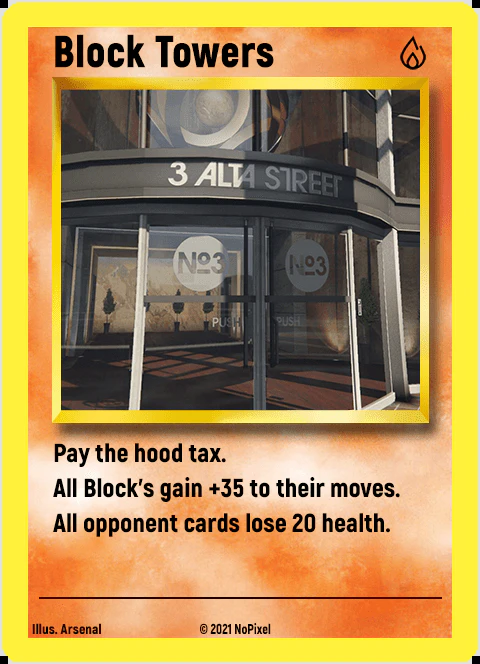 Block Towers
3 ALTA STREET
Nº3
Nº3
PUSH
PUSH
Pay the hood tax.
All Block's gain +35 to their moves.
All opponent cards lose 20 health.
Illus. Arsenal
© 2021 NoPixel